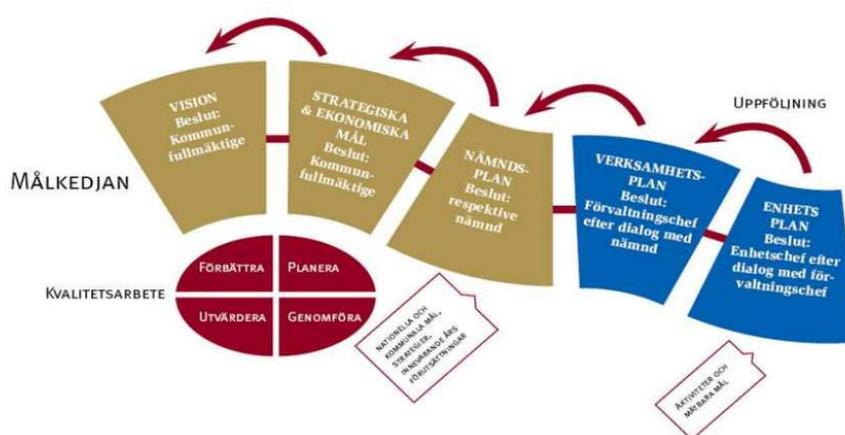 VISION
Beslut:
Kommun-
fullmäktige
STRATEGISKA
& EKONOMISKA
MÅL
Beslut:
Kommun-
fullmäktige
NÄMNDS-
PLAN
Beslut:
respektive
nämnd
VERKSAMHETS-
PLAN
Beslut:
Förvaltningschef
efter dialog med
nämnd
ENHETS
PLAN
Beslut:
Enhetschef efter
dialog med för-
valtningschef
UPPFÖLJNING
MÅLKEDJAN
KVALITETSARBETE
FÖRBÄTTRA
PLANERA
UTVÄRDERA
GENOMFÖRA
NATIONELLA OCH
KOMMUNALA MÅL,
STRATEGIER,
INNEVARANDE ÅRS
FÖRUTSÄTTNINGAR
AKTIVITETER OCH
MÄTBARA MÅL